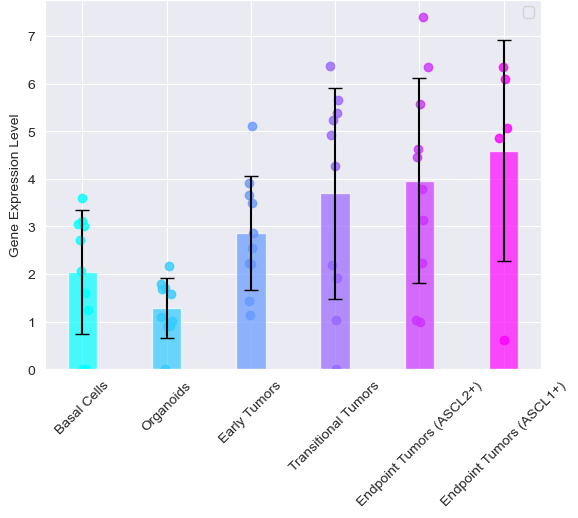 Gene Expression Level
7
6
5
4
3
2
1
0
Basal Cells
Organoids
Early Tumors
Transitional Tumors
Endpoint Tumors (ASCL2+)
Endpoint Tumors (ASCL1+)